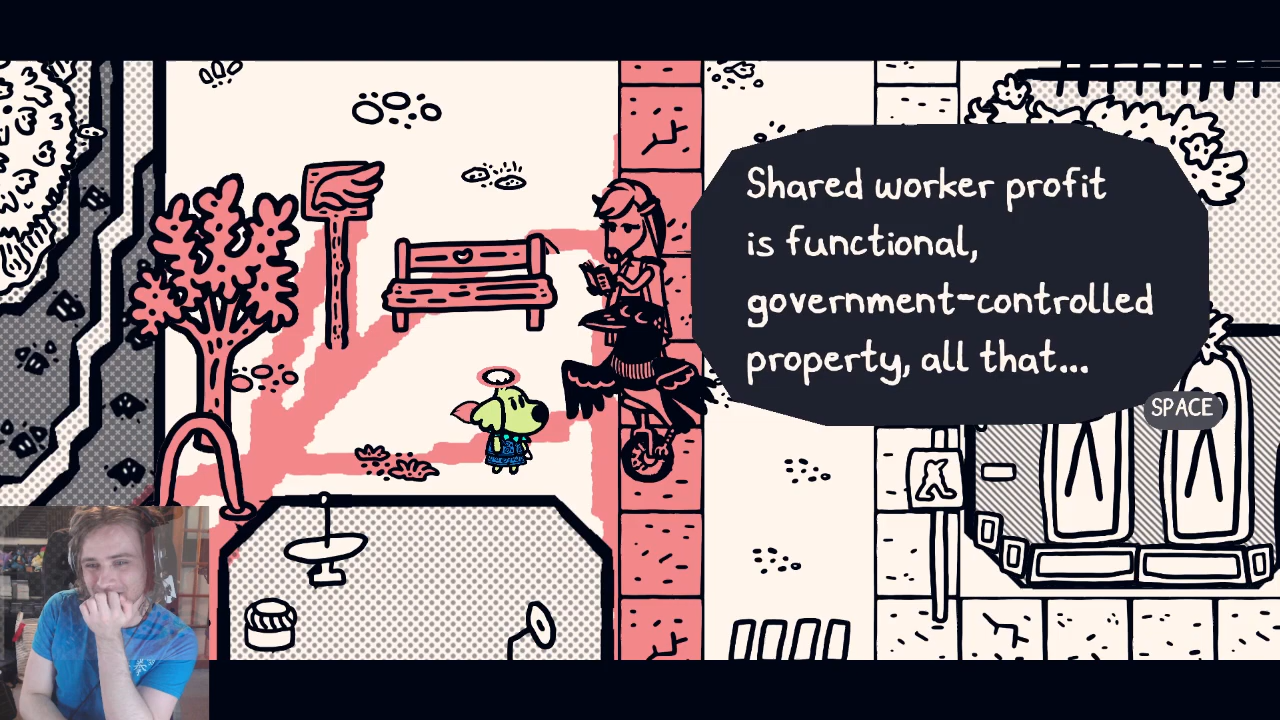 Shared worker profit
is functional,
government-controlled
property, all that...
SPACE